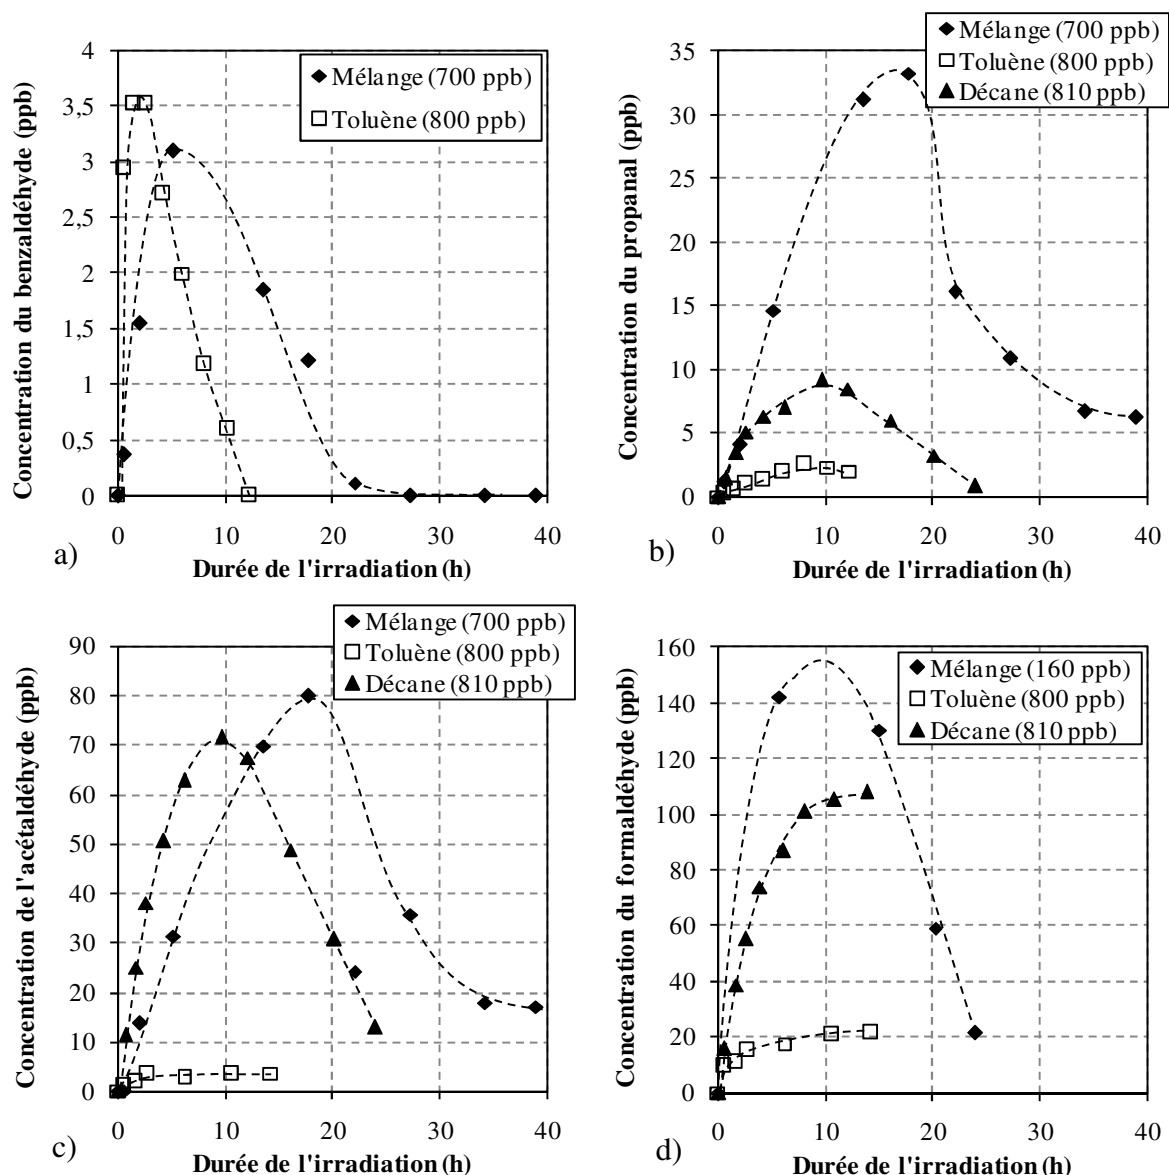 Concentration du benzaldéhyde (ppb)
4
3,5
3
2,5
2
1,5
1
0,5
0
Mélange (700 ppb)
Toluène (800 ppb)
0 10 20 30 40
a)
Durée de l'irradiation (h)
Concentration du propanal (ppb)
35
30
25
20
15
10
5
0
Mélange (700 ppb)
Toluène (800 ppb)
Décane (810 ppb)
0 10 20 30 40
b)
Durée de l'irradiation (h)
Concentration de l'acétaldéhyde (ppb)
90
80
70
60
50
40
30
20
10
0
Mélange (700 ppb)
Toluène (800 ppb)
Décane (810 ppb)
0 10 20 30 40
c)
Durée de l'irradiation (h)
Concentration du formaldéhyde (ppb)
160
140
120
100
80
60
40
20
0
Mélange (160 ppb)
Toluène (800 ppb)
Décane (810 ppb)
0 10 20 30 40
d)
Durée de l'irradiation (h)